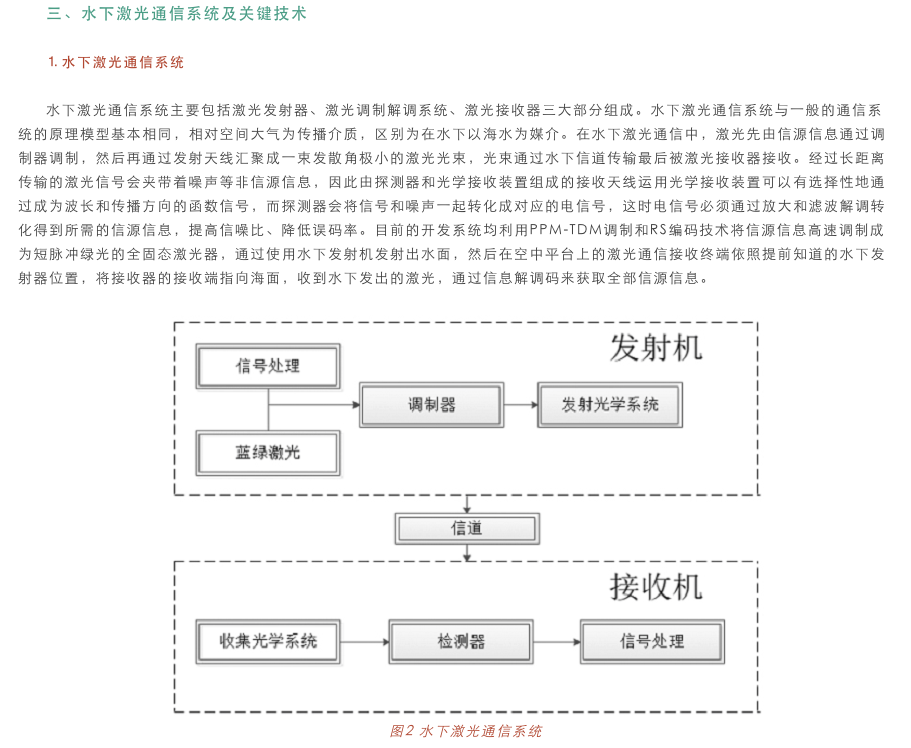 三、水下激光通信系统及关键技术
1. 水下激光通信系统
水下激光通信系统主要包括激光发射器、激光调制解调系统、激光接收器三大部分组成。水下激光通信系统与一般的通信系
统的原理模型基本相同，相对空间大气为传播介质，区别为在水下以海水为媒介。在水下激光通信中，激光先由信源信息通过调
制器调制，然后再通过发射天线汇聚成一束发散角极小的激光光束，光束通过水下信道传输最后被激光接收器接收。经过长距离
传输的激光信号会夹带着噪声等非信源信息，因此由探测器和光学接收装置组成的接收天线运用光学接收装置可以有选择性地通
过成为波长和传播方向的函数信号，而探测器会将信号和噪声一起转化成对应的电信号，这时电信号必须通过放大和滤波解调转
化得到所需的信源信息，提高信噪比、降低误码率。目前的开发系统均利用PPM-TDM调制和RS编码技术将信源信息高速调制成
为短脉冲绿光的全固态激光器，通过使用水下发射机发射出水面，然后在空中平台上的激光通信接收终端依照提前知道的水下发
射器位置，将接收器的接收端指向海面，收到水下发出的激光，通过信息解调码来获取全部信源信息。
发射机
信号处理
调制器
发射光学系统
蓝绿激光
信道
接收机
收集光学系统
检测器
信号处理
图2 水下激光通信系统